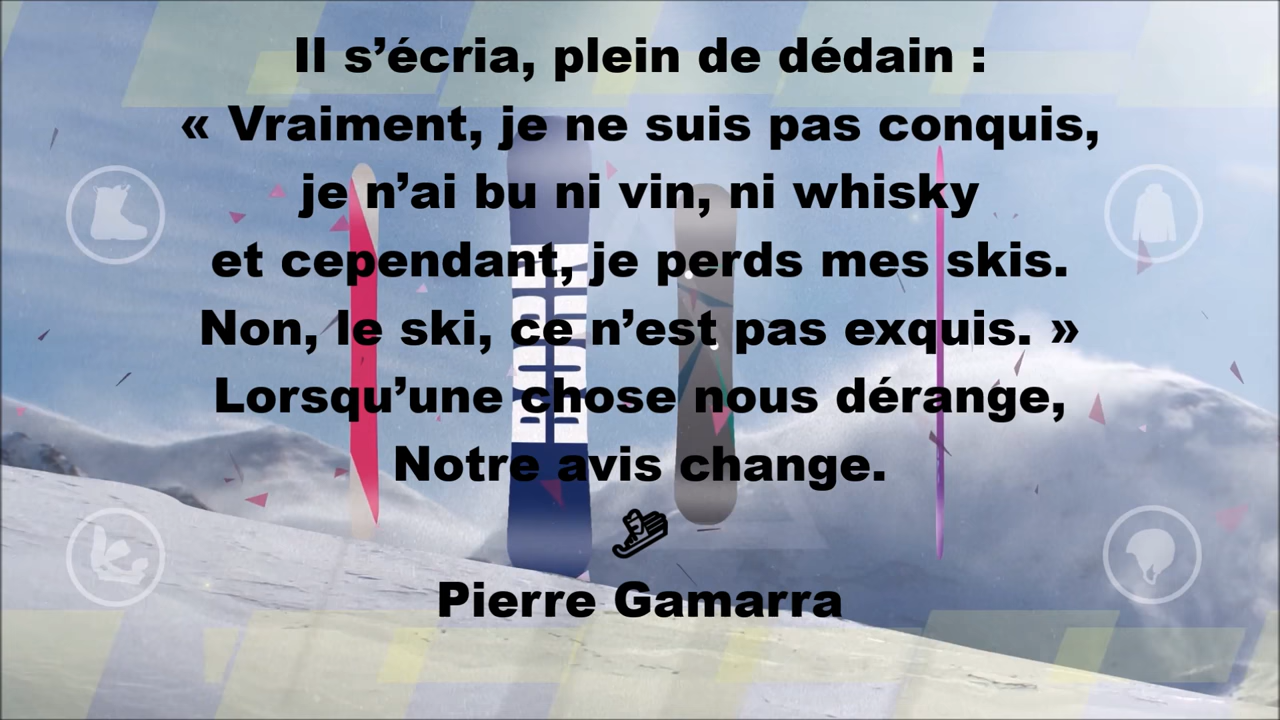 Il s’écria, plein de dédain :
« Vraiment, je ne suis pas conquis,
je n’ai bu ni vin, ni whisky
et cependant, je perds mes skis.
Non, le ski, ce n’est pas exquis. »
Lorsqu’une chose nous dérange,
Notre avis change.
Pierre Gamarra